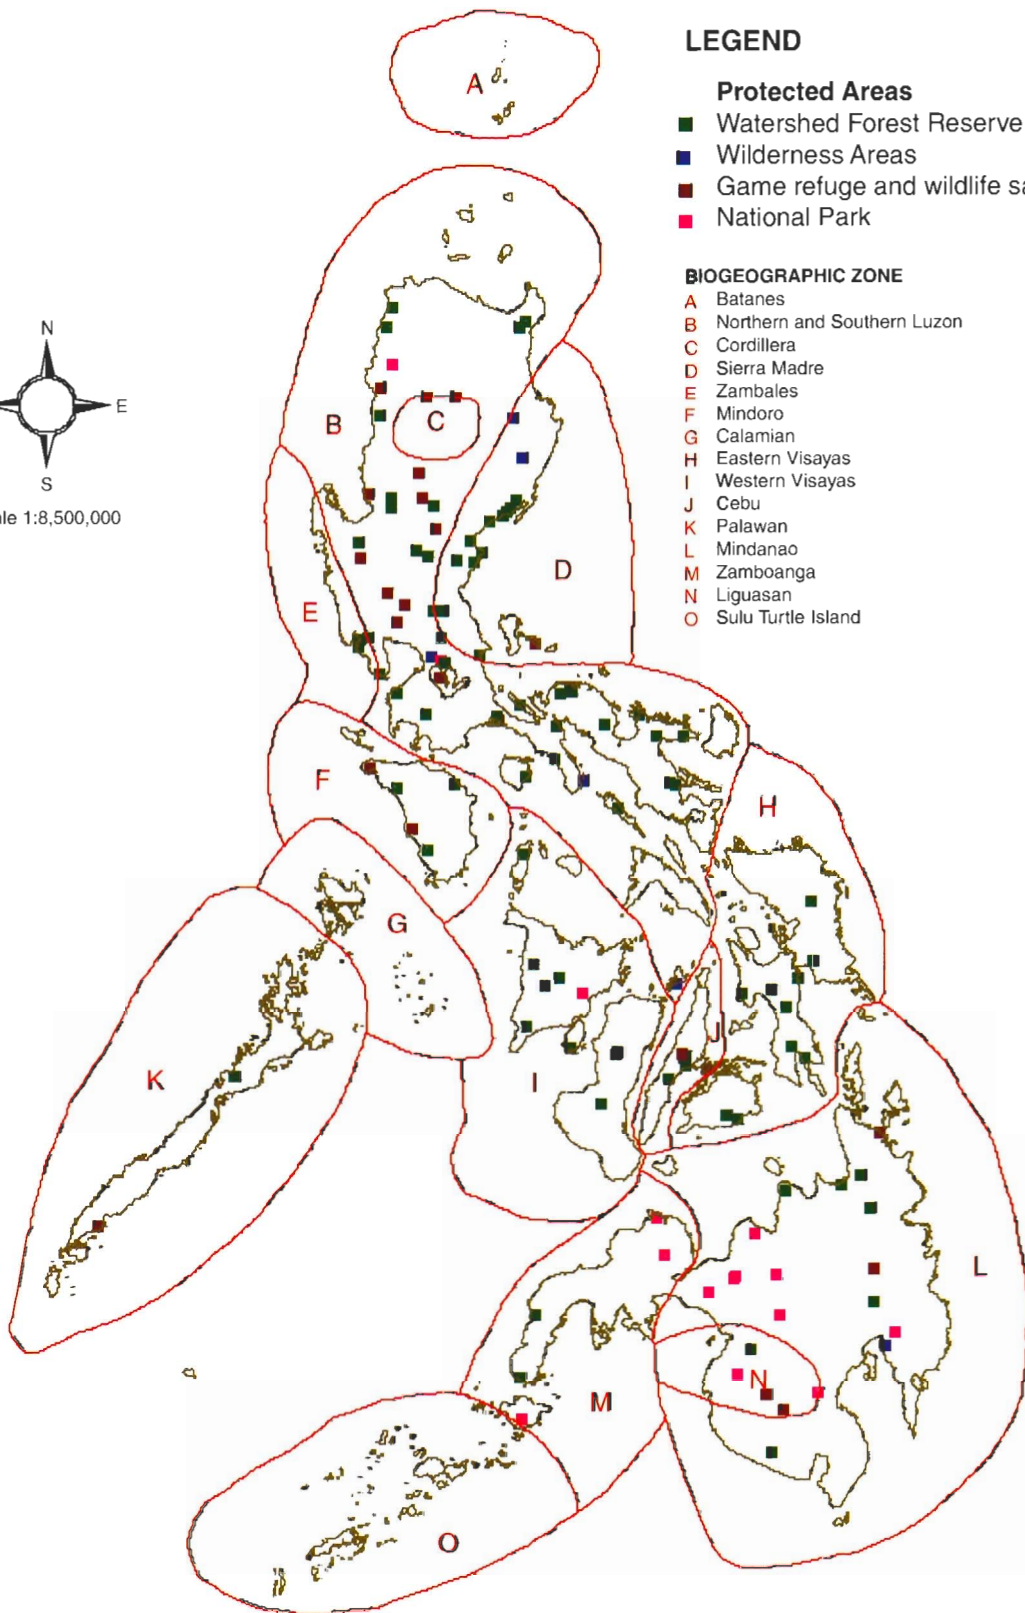 LEGEND
Protected Areas
Watershed Forest Reserve
Wilderness Areas
Game refuge and wildlife sa
National Park
BIOGEOGRAPHIC ZONE
A Batanes
B Northern and Southern Luzon
C Cordillera
D Sierra Madre
E Zambales
F Mindoro
G Calamian
H Eastern Visayas
I Western Visayas
J Cebu
K Palawan
L Mindanao
M Zamboanga
N Liguasan
O Sulu Turtle Island
N
E
S
le 1:8,500,000
A
B
C
D
E
F
G
H
I
J
K
L
M
N
O